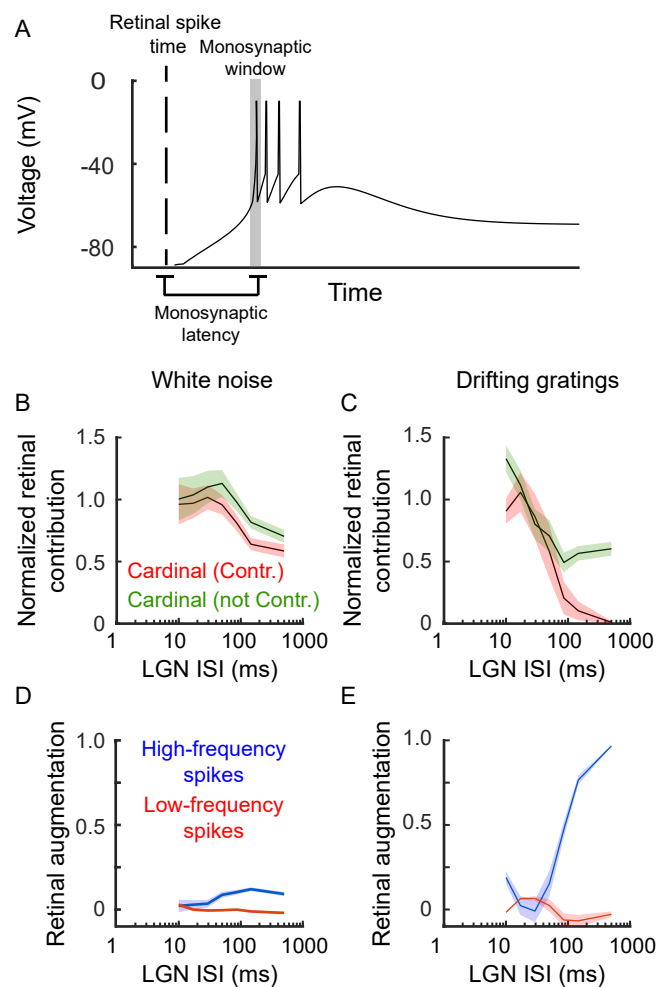 A
Retinal spike
time
Monosynaptic
window
0
-40
-80
Voltage (mV)
Time
Monosynaptic
latency
White noise
Drifting gratings
B
1.5
1.0
0.5
0
Normalized retinal
contribution
Cardinal (Contr.)
Cardinal (not Contr.)
1
10
100
1000
LGN ISI (ms)
C
1.5
1.0
0.5
0
Normalized retinal
contribution
1
10
100
1000
LGN ISI (ms)
D
1.0
0.5
0
Retinal augmentation
High-frequency
spikes
Low-frequency
spikes
1
10
100
1000
LGN ISI (ms)
E
1.0
0.5
0
Retinal augmentation
1
10
100
1000
LGN ISI (ms)